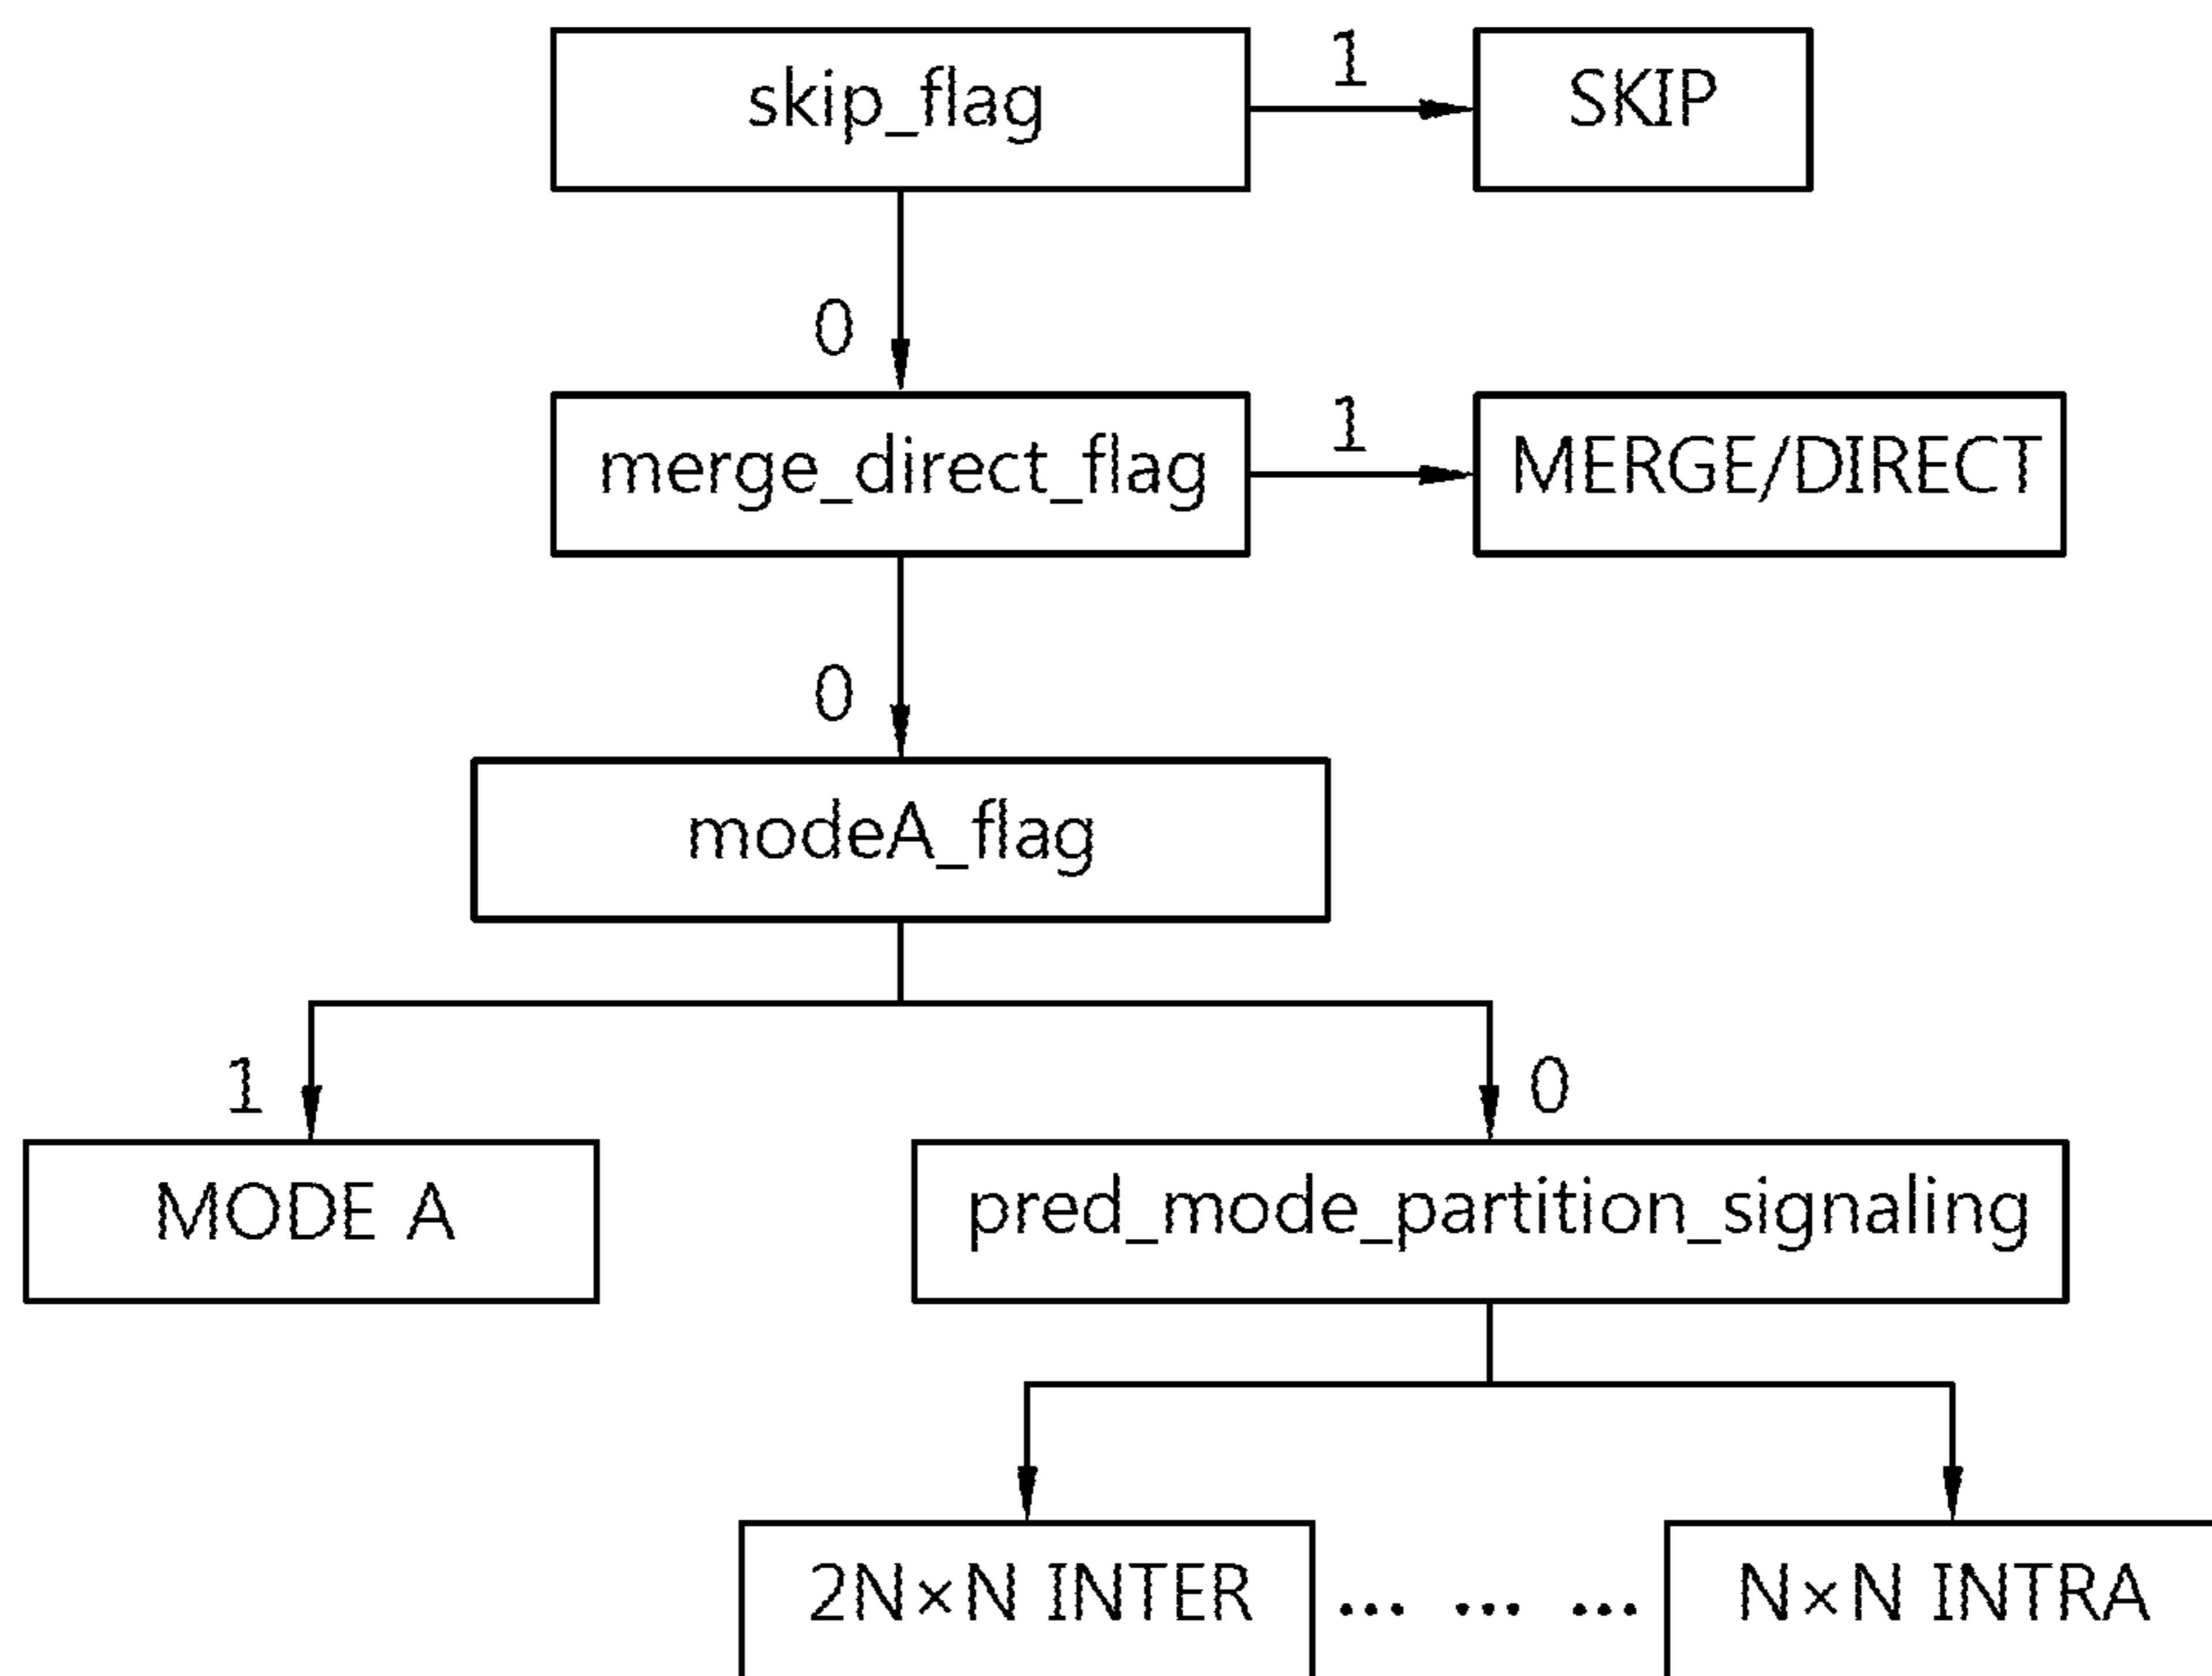 skip_flag
1
SKIP
0
merge_direct_flag
1
MERGE/DIRECT
0
modeA_flag
1
0
MODE A
pred_mode_partition_signaling
2N×N INTER ... ... ... N×N INTRA